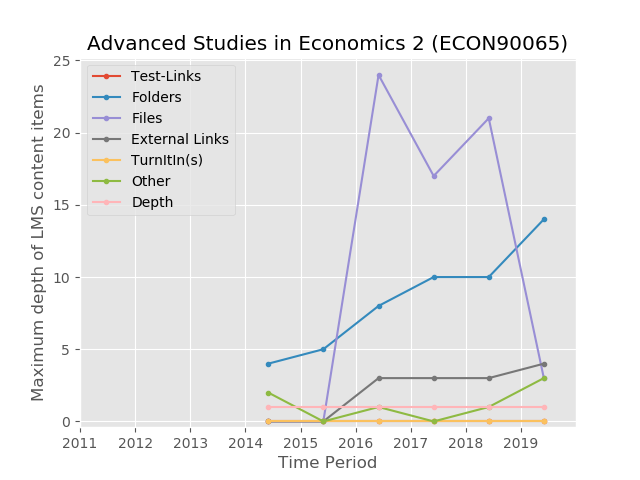 Advanced Studies in Economics 2 (ECON90065)
Maximum depth of LMS content items
25
20
15
10
5
0
Test-Links
Folders
Files
External Links
TurnItIn(s)
Other
Depth
2011 2012 2013 2014 2015 2016 2017 2018 2019
Time Period